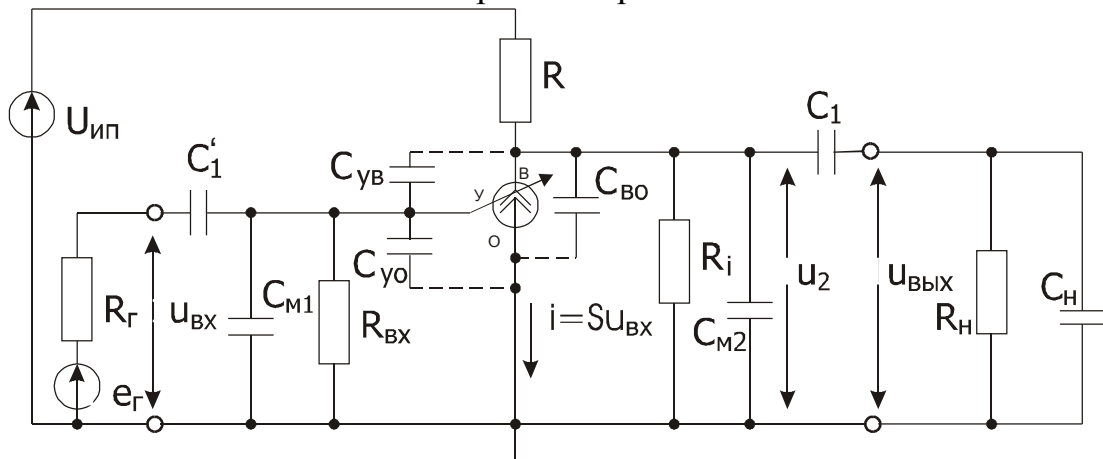 R
Uип
C'1
Cув
В
У
О
Cво
C1
Cуо
Rг
uвх
Cм1
Rвх
i=Suвх
Ri
Cм2
u2
uвых
Rн
Cн
eг